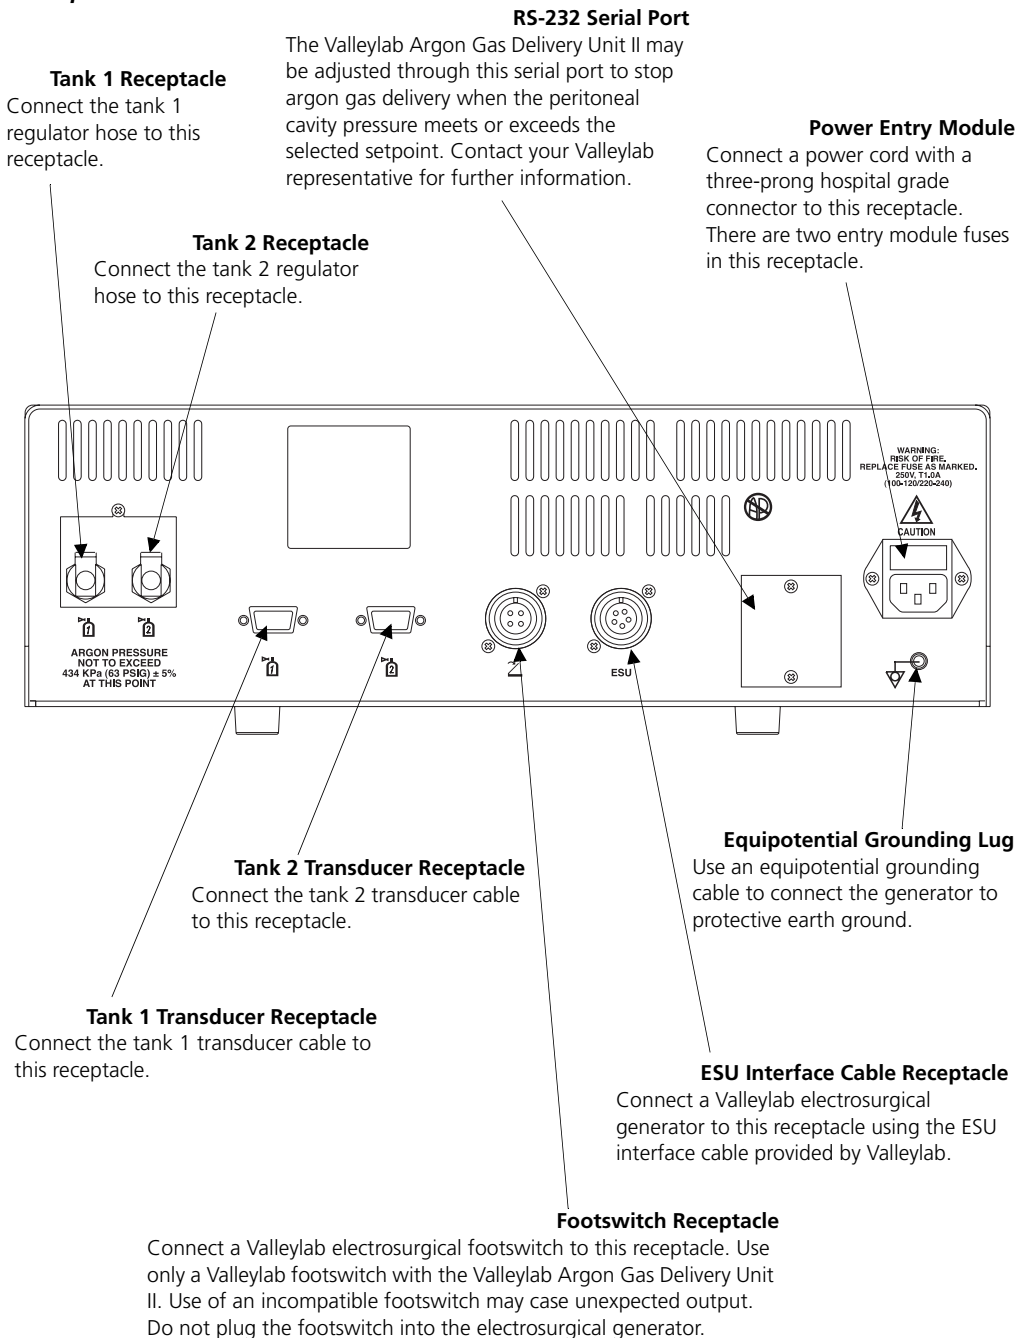 RS-232 Serial Port
The Valleylab Argon Gas Delivery Unit II may
be adjusted through this serial port to stop
argon gas delivery when the peritoneal
cavity pressure meets or exceeds the
selected setpoint. Contact your Valleylab
representative for further information.
Tank 1 Receptacle
Connect the tank 1
regulator hose to this
receptacle.
Power Entry Module
Connect a power cord with a
three-prong hospital grade
connector to this receptacle.
There are two entry module fuses
in this receptacle.
Tank 2 Receptacle
Connect the tank 2 regulator
hose to this receptacle.
WARNING:
RISK OF FIRE.
REPLACE FUSE AS MARKED.
250V, T1.0A
(100-120/220-240)
CAUTION
AP
1
2
ARGON PRESSURE
NOT TO EXCEED
434 KPa (63 PSIG) ± 5%
AT THIS POINT
1
2
ESU
Equipotential Grounding Lug
Use an equipotential grounding
cable to connect the generator to
protective earth ground.
Tank 2 Transducer Receptacle
Connect the tank 2 transducer cable
to this receptacle.
Tank 1 Transducer Receptacle
Connect the tank 1 transducer cable to
this receptacle.
ESU Interface Cable Receptacle
Connect a Valleylab electrosurgical
generator to this receptacle using the ESU
interface cable provided by Valleylab.
Footswitch Receptacle
Connect a Valleylab electrosurgical footswitch to this receptacle. Use
only a Valleylab footswitch with the Valleylab Argon Gas Delivery Unit
II. Use of an incompatible footswitch may case unexpected output.
Do not plug the footswitch into the electrosurgical generator.